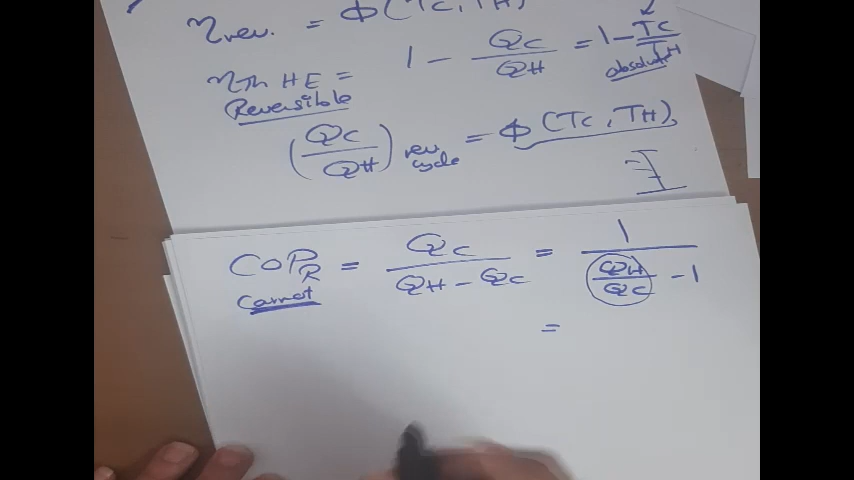 ηrev. = Φ(Tc, TH)
ηTh HE = 1 - Qc/QH = 1 - Tc/TH
Reversible absolute
(Qc/QH) rev cycle = Φ (Tc, TH),
COPR = Qc/(QH - Qc) = 1/(QH/Qc - 1)
Carnot
=